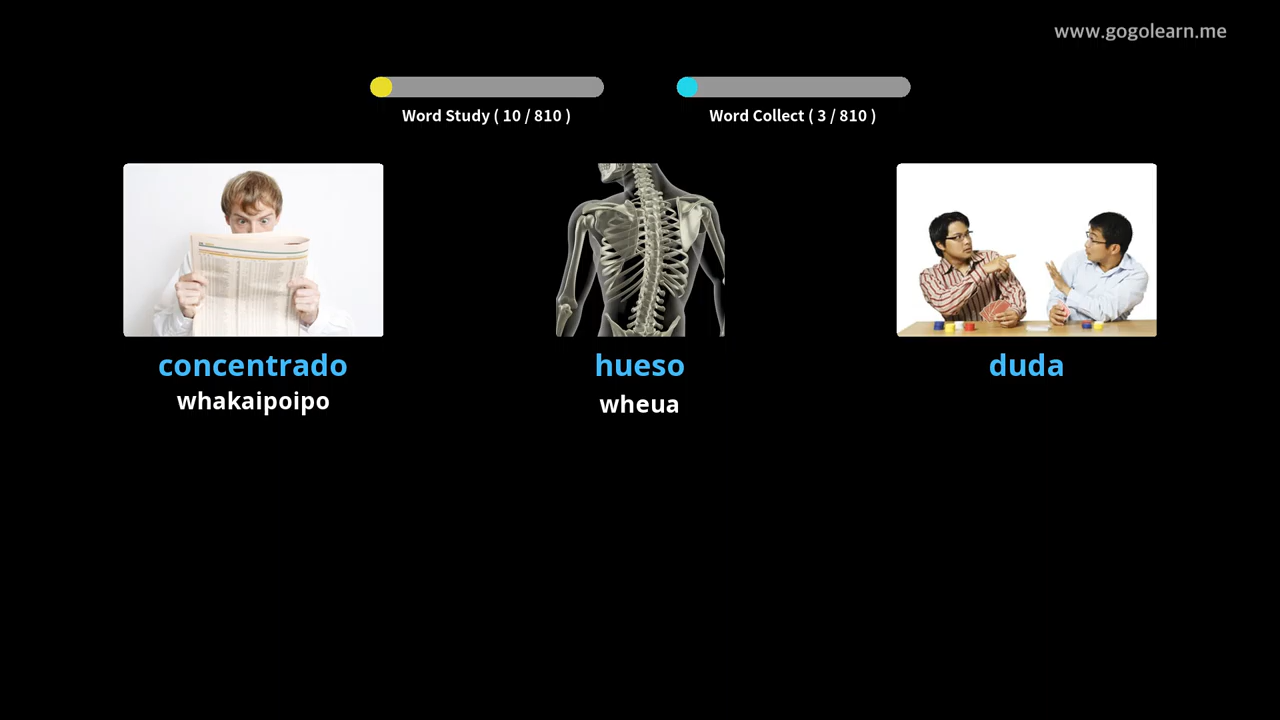 www.gogolearn.me
Word Study ( 10 / 810 )
Word Collect ( 3 / 810 )
concentrado
whakaipoipo
hueso
wheua
duda